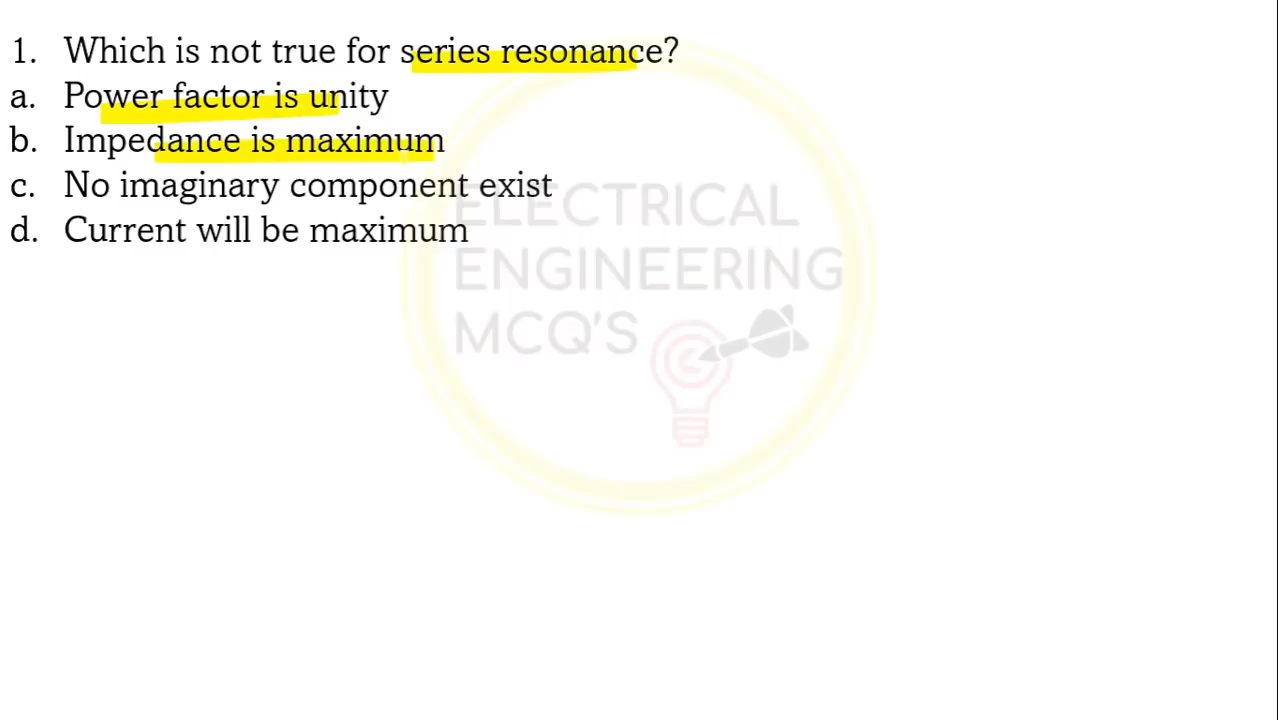 1. Which is not true for series resonance?
a. Power factor is unity
b. Impedance is maximum
c. No imaginary component exist
d. Current will be maximum
ELECTRICAL
ENGINEERING
MCQ'S